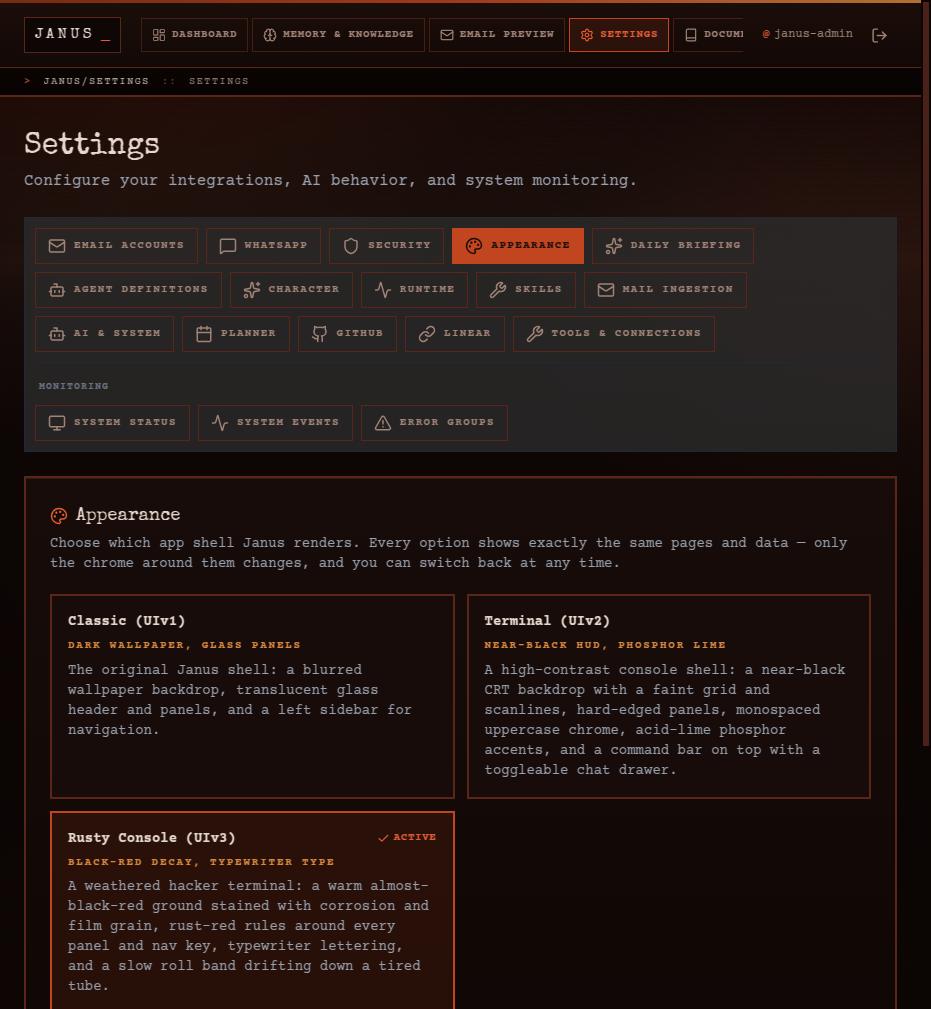 JANUS _
DASHBOARD
MEMORY & KNOWLEDGE
EMAIL PREVIEW
SETTINGS
DOCUM
@ janus-admin
> JANUS/SETTINGS :: SETTINGS
Settings
Configure your integrations, AI behavior, and system monitoring.
EMAIL ACCOUNTS
WHATSAPP
SECURITY
APPEARANCE
DAILY BRIEFING
AGENT DEFINITIONS
CHARACTER
RUNTIME
SKILLS
MAIL INGESTION
AI & SYSTEM
PLANNER
GITHUB
LINEAR
TOOLS & CONNECTIONS
MONITORING
SYSTEM STATUS
SYSTEM EVENTS
ERROR GROUPS
Appearance
Choose which app shell Janus renders. Every option shows exactly the same pages and data — only
the chrome around them changes, and you can switch back at any time.
Classic (UIv1)
DARK WALLPAPER, GLASS PANELS
The original Janus shell: a blurred
wallpaper backdrop, translucent glass
header and panels, and a left sidebar for
navigation.
Terminal (UIv2)
NEAR-BLACK HUD, PHOSPHOR LIME
A high-contrast console shell: a near-black
CRT backdrop with a faint grid and
scanlines, hard-edged panels, monospaced
uppercase chrome, acid-lime phosphor
accents, and a command bar on top with a
toggleable chat drawer.
Rusty Console (UIv3)
ACTIVE
BLACK-RED DECAY, TYPEWRITER TYPE
A weathered hacker terminal: a warm almost-
black-red ground stained with corrosion and
film grain, rust-red rules around every
panel and nav key, typewriter lettering,
and a slow roll band drifting down a tired
tube.